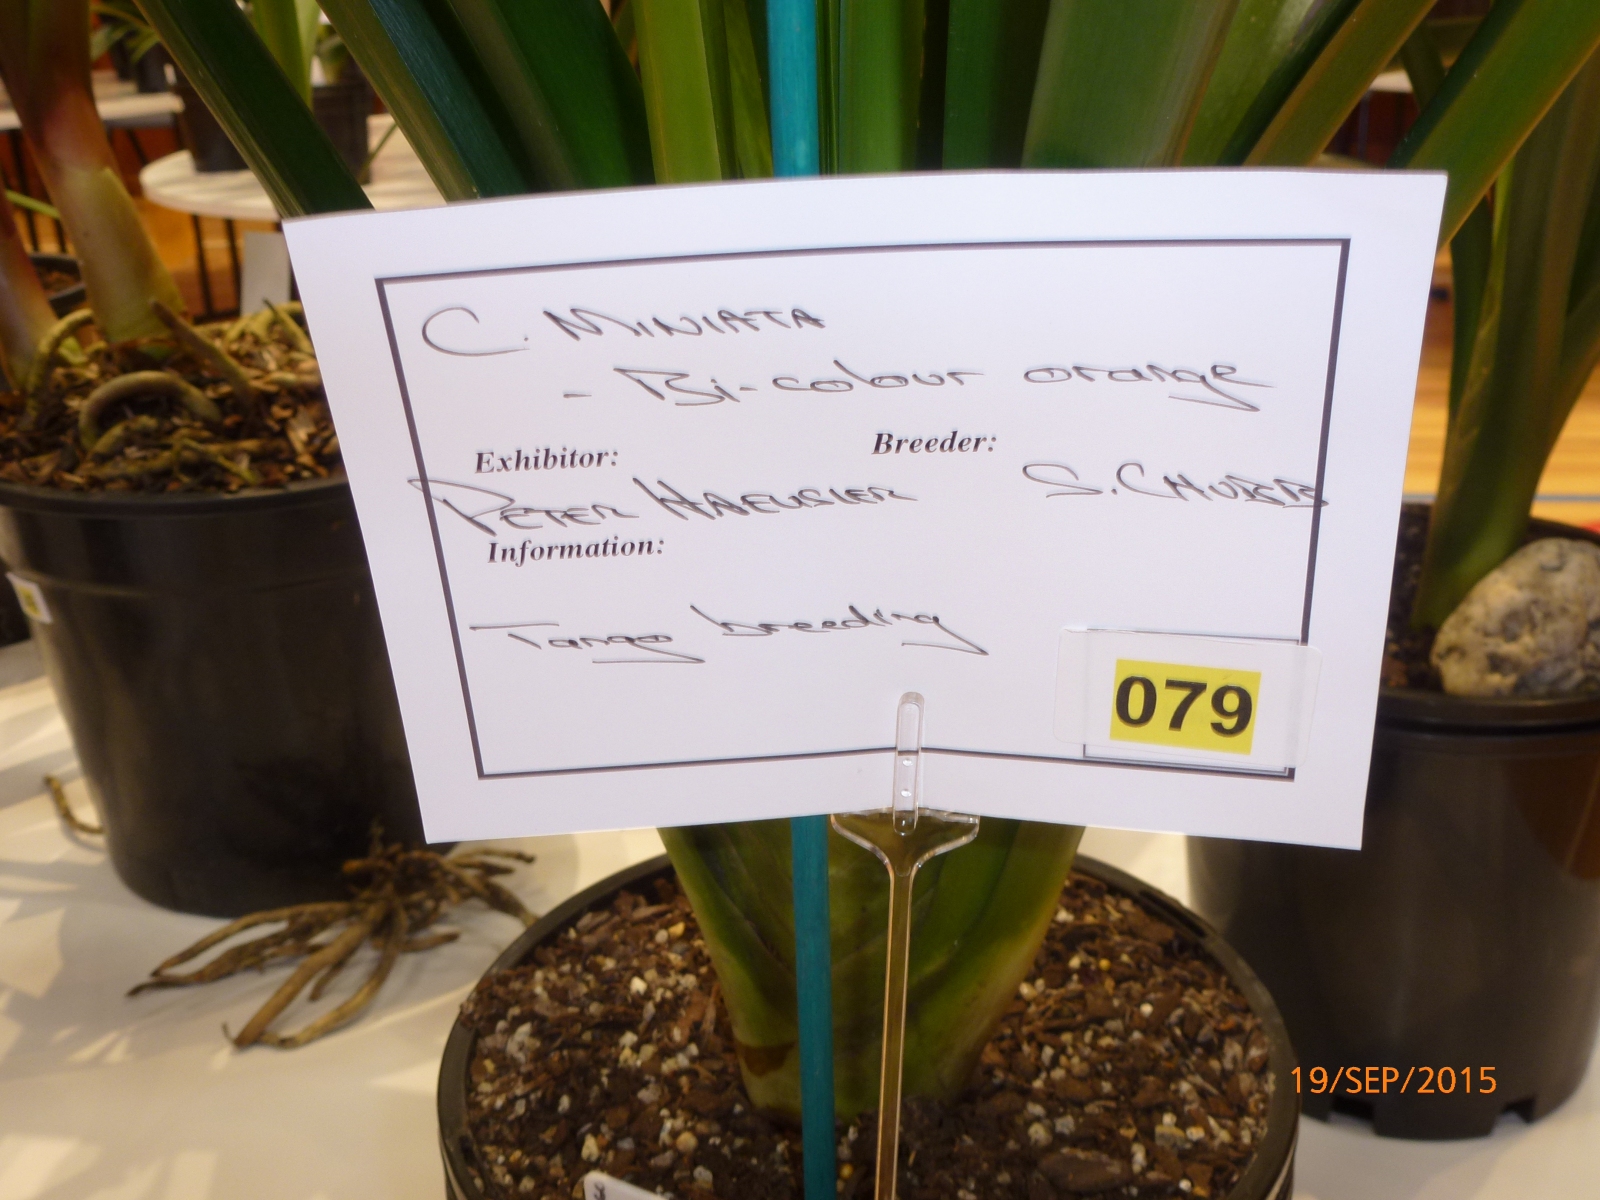 C. MINIATA
- Bi-colour orange
Exhibitor: Breeder:
PETER HAEUSLER S. CHUBB
Information:
Tango breeding
079
19/SEP/2015